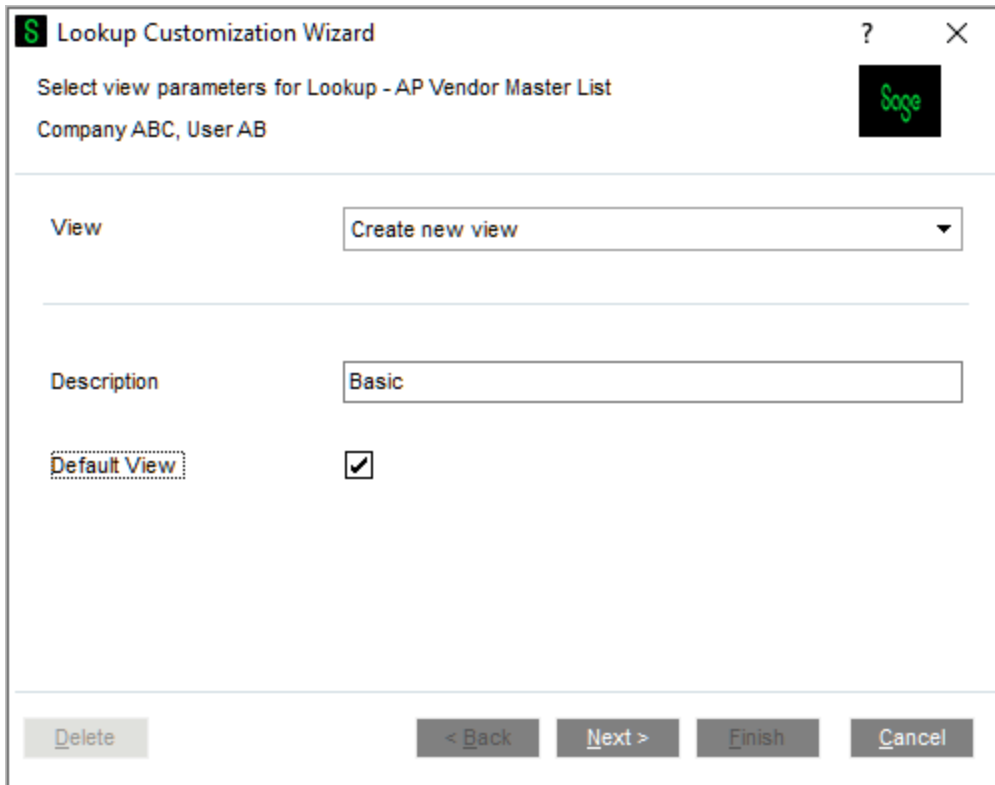 S Lookup Customization Wizard ? X
Select view parameters for Lookup - AP Vendor Master List
Sage
Company ABC, User AB
View Create new view
Description Basic
Default View
Delete < Back Next > Finish Cancel